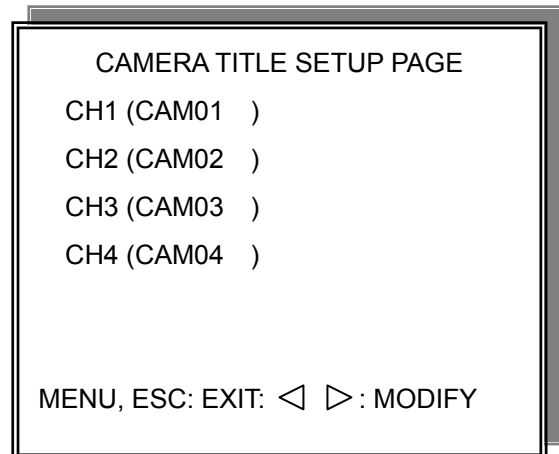 CAMERA TITLE SETUP PAGE
CH1 (CAM01 )
CH2 (CAM02 )
CH3 (CAM03 )
CH4 (CAM04 )
MENU, ESC: EXIT: ◁ ▷ : MODIFY